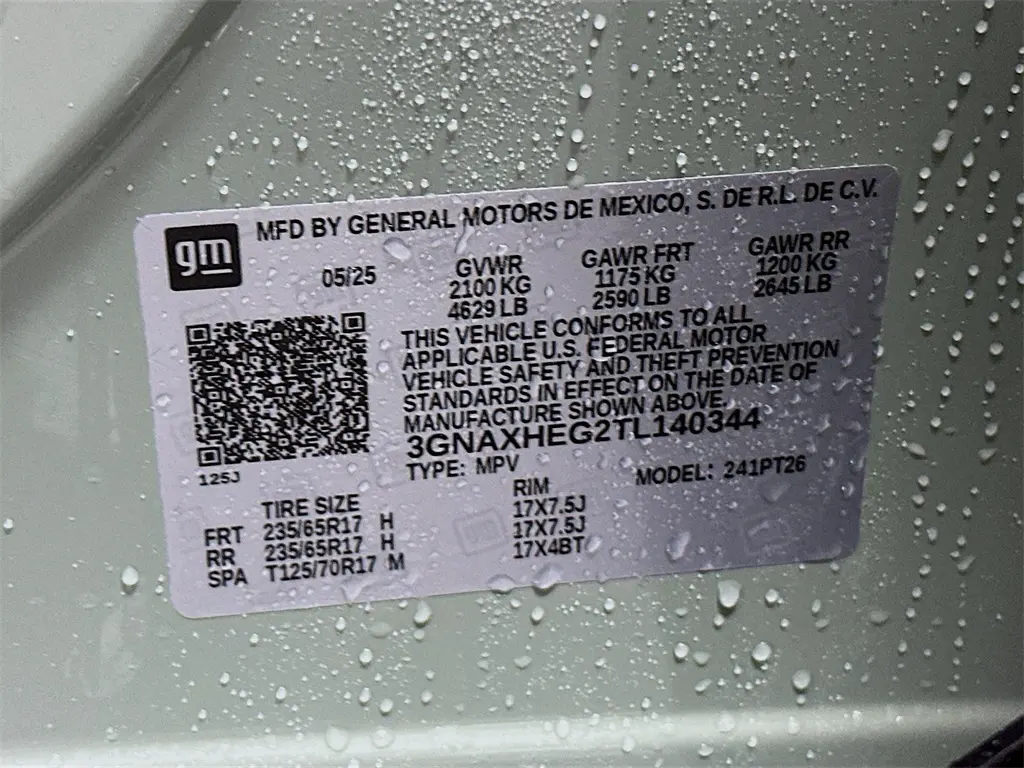 gm
MFD BY GENERAL MOTORS DE MEXICO, S. DE R.L. DE C.V.
05/25
GVWR
2100 KG
4629 LB
GAWR FRT
1175 KG
2590 LB
GAWR RR
1200 KG
2645 LB
THIS VEHICLE CONFORMS TO ALL
APPLICABLE U.S. FEDERAL MOTOR
VEHICLE SAFETY AND THEFT PREVENTION
STANDARDS IN EFFECT ON THE DATE OF
MANUFACTURE SHOWN ABOVE.
3GNAXHEG2TL140344
TYPE: MPV MODEL: 241PT26
125J
TIRE SIZE RIM
FRT 235/65R17 H 17X7.5J
RR 235/65R17 H 17X7.5J
SPA T125/70R17 M 17X4BT